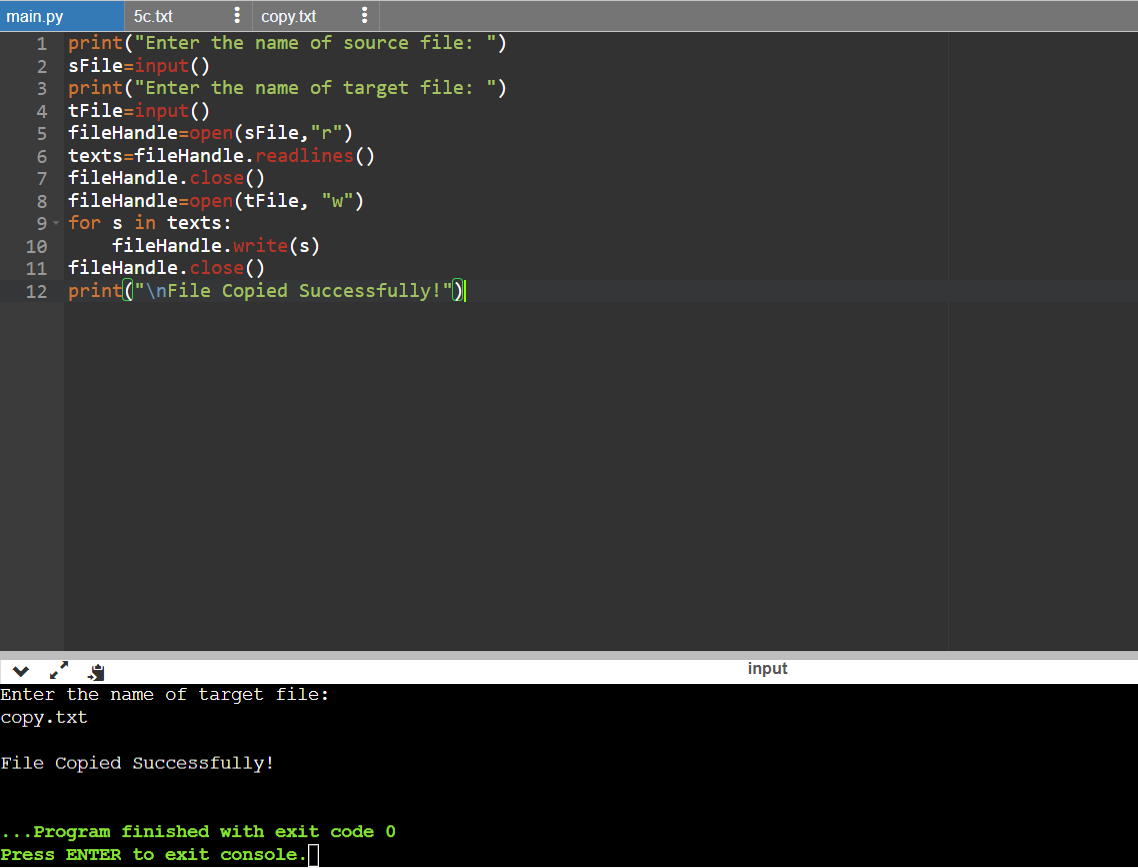 main.py 5c.txt copy.txt
1 print("Enter the name of source file: ")
2 sFile=input()
3 print("Enter the name of target file: ")
4 tFile=input()
5 fileHandle=open(sFile,"r")
6 texts=fileHandle.readlines()
7 fileHandle.close()
8 fileHandle=open(tFile, "w")
9 for s in texts:
10     fileHandle.write(s)
11 fileHandle.close()
12 print("\nFile Copied Successfully!")
input
Enter the name of target file:
copy.txt
File Copied Successfully!
...Program finished with exit code 0
Press ENTER to exit console.